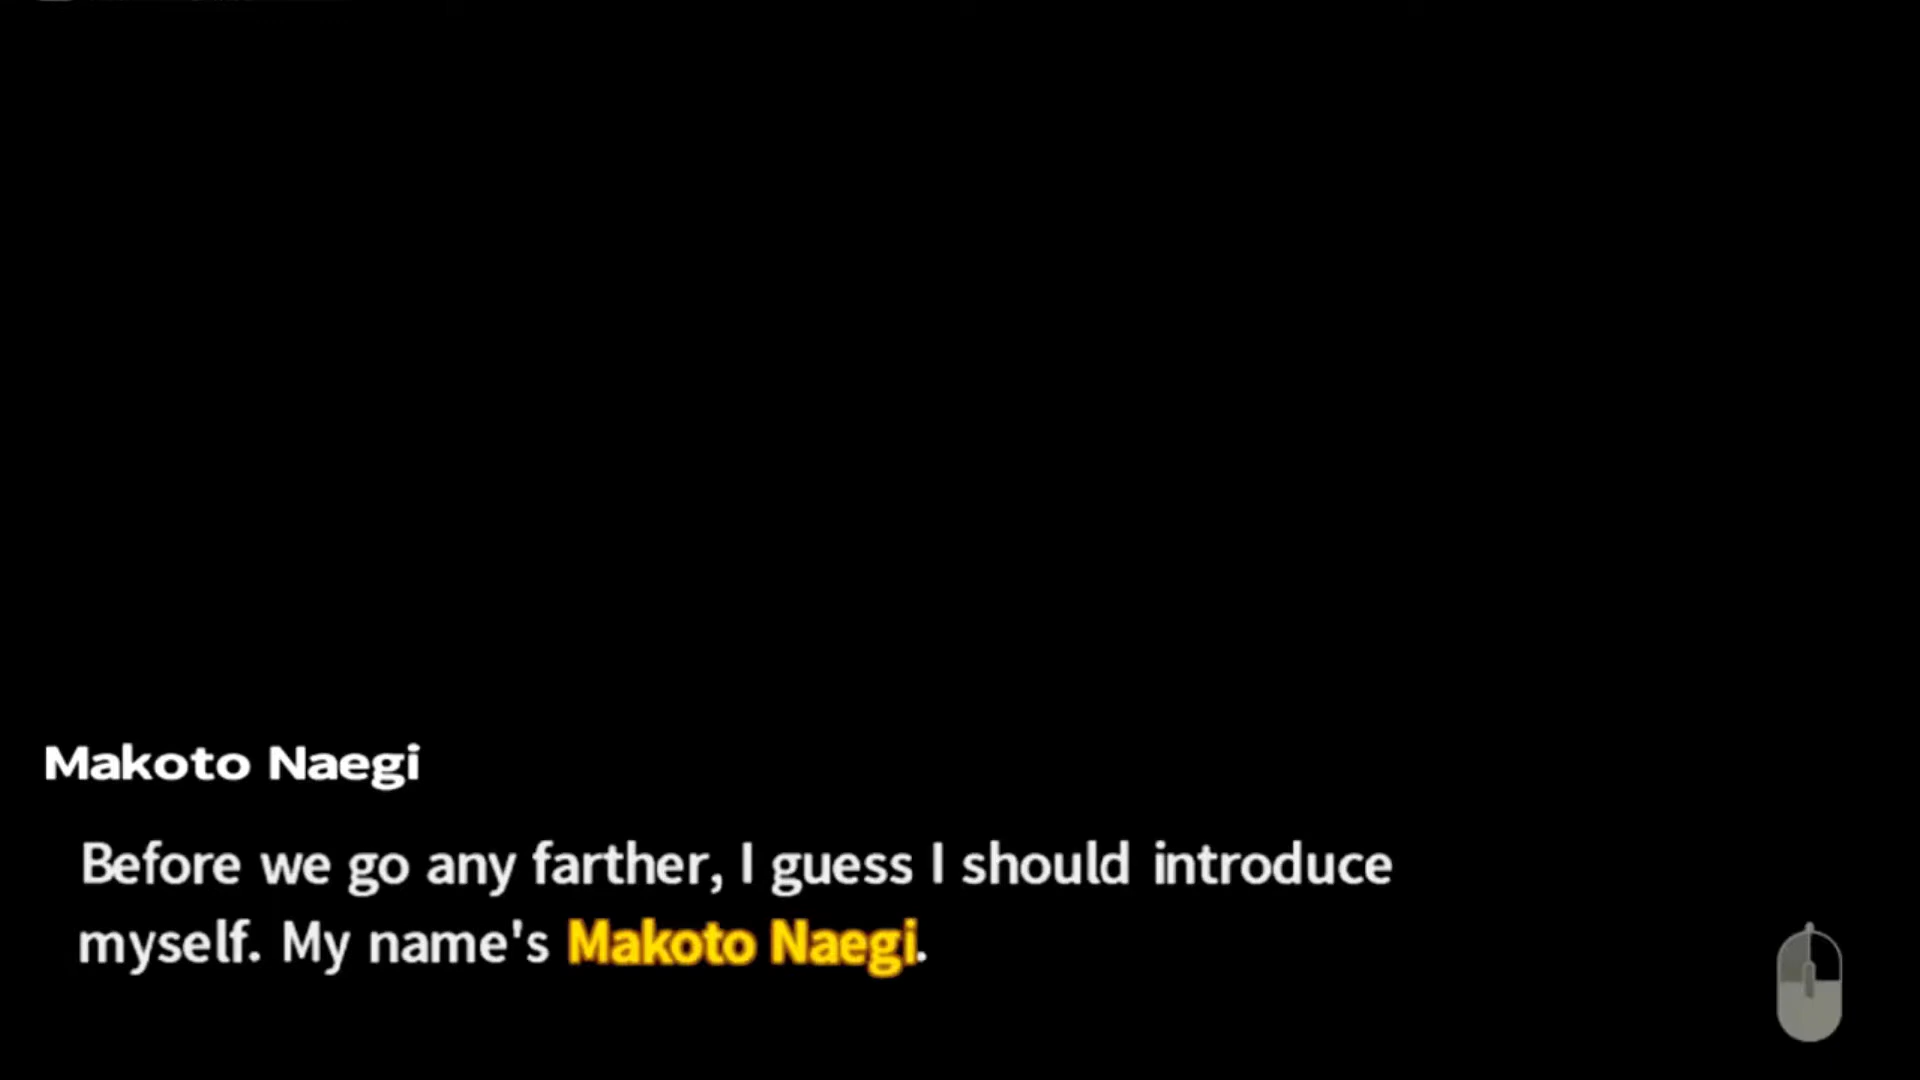 Makoto Naegi
Before we go any farther, I guess I should introduce
myself. My name's Makoto Naegi.